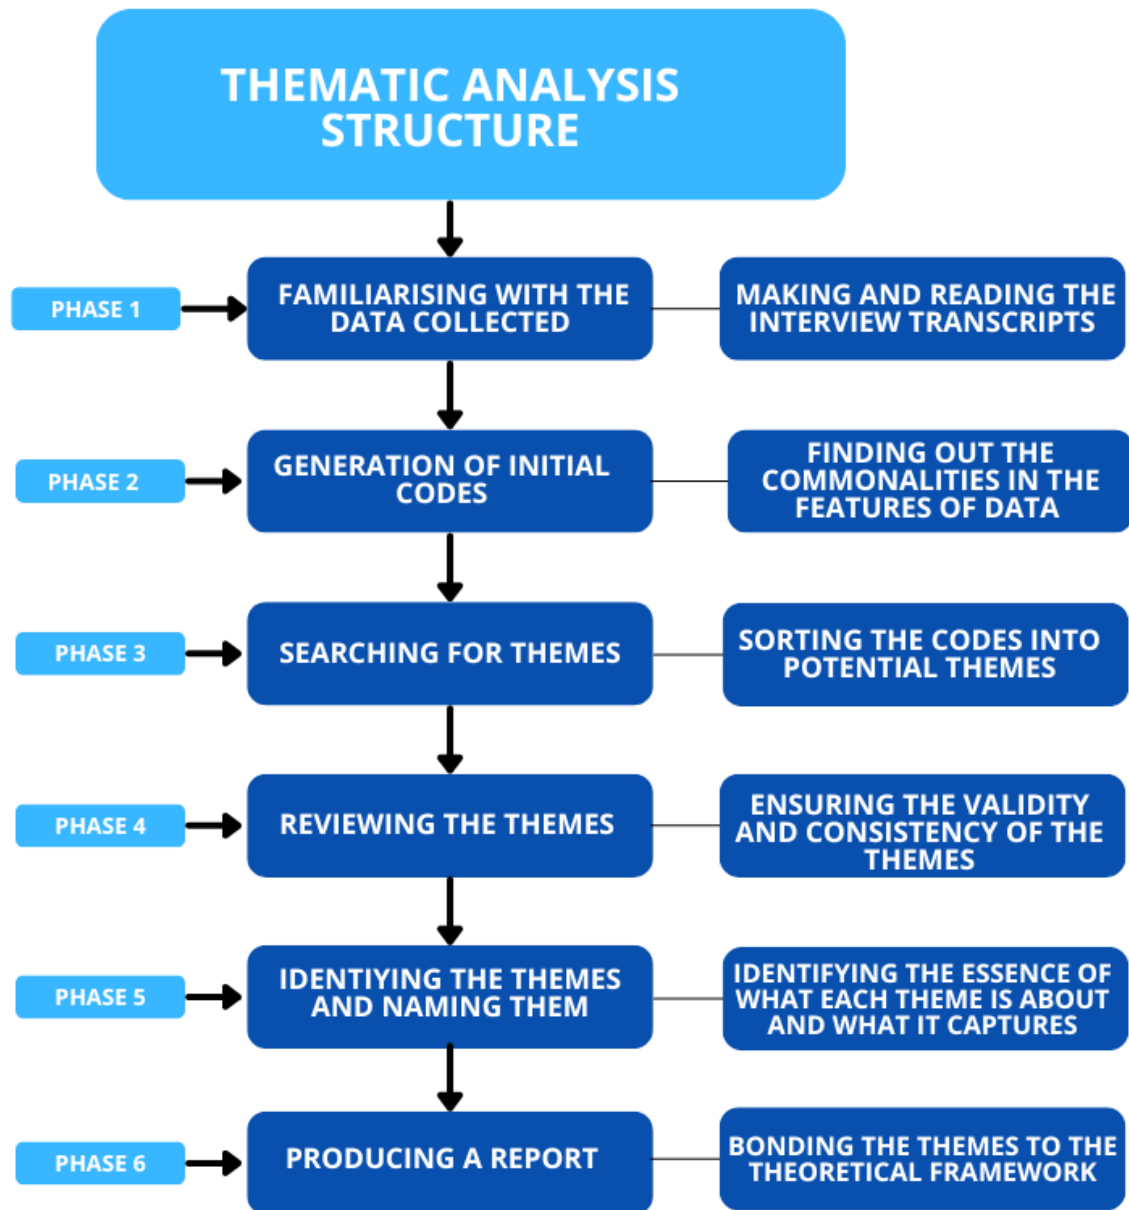 THEMATIC ANALYSIS
STRUCTURE
PHASE 1
FAMILIARISING WITH THE
DATA COLLECTED
MAKING AND READING THE
INTERVIEW TRANSCRIPTS
PHASE 2
GENERATION OF INITIAL
CODES
FINDING OUT THE
COMMONALITIES IN THE
FEATURES OF DATA
PHASE 3
SEARCHING FOR THEMES
SORTING THE CODES INTO
POTENTIAL THEMES
PHASE 4
REVIEWING THE THEMES
ENSURING THE VALIDITY
AND CONSISTENCY OF THE
THEMES
PHASE 5
IDENTIYING THE THEMES
AND NAMING THEM
IDENTIFYING THE ESSENCE OF
WHAT EACH THEME IS ABOUT
AND WHAT IT CAPTURES
PHASE 6
PRODUCING A REPORT
BONDING THE THEMES TO THE
THEORETICAL FRAMEWORK